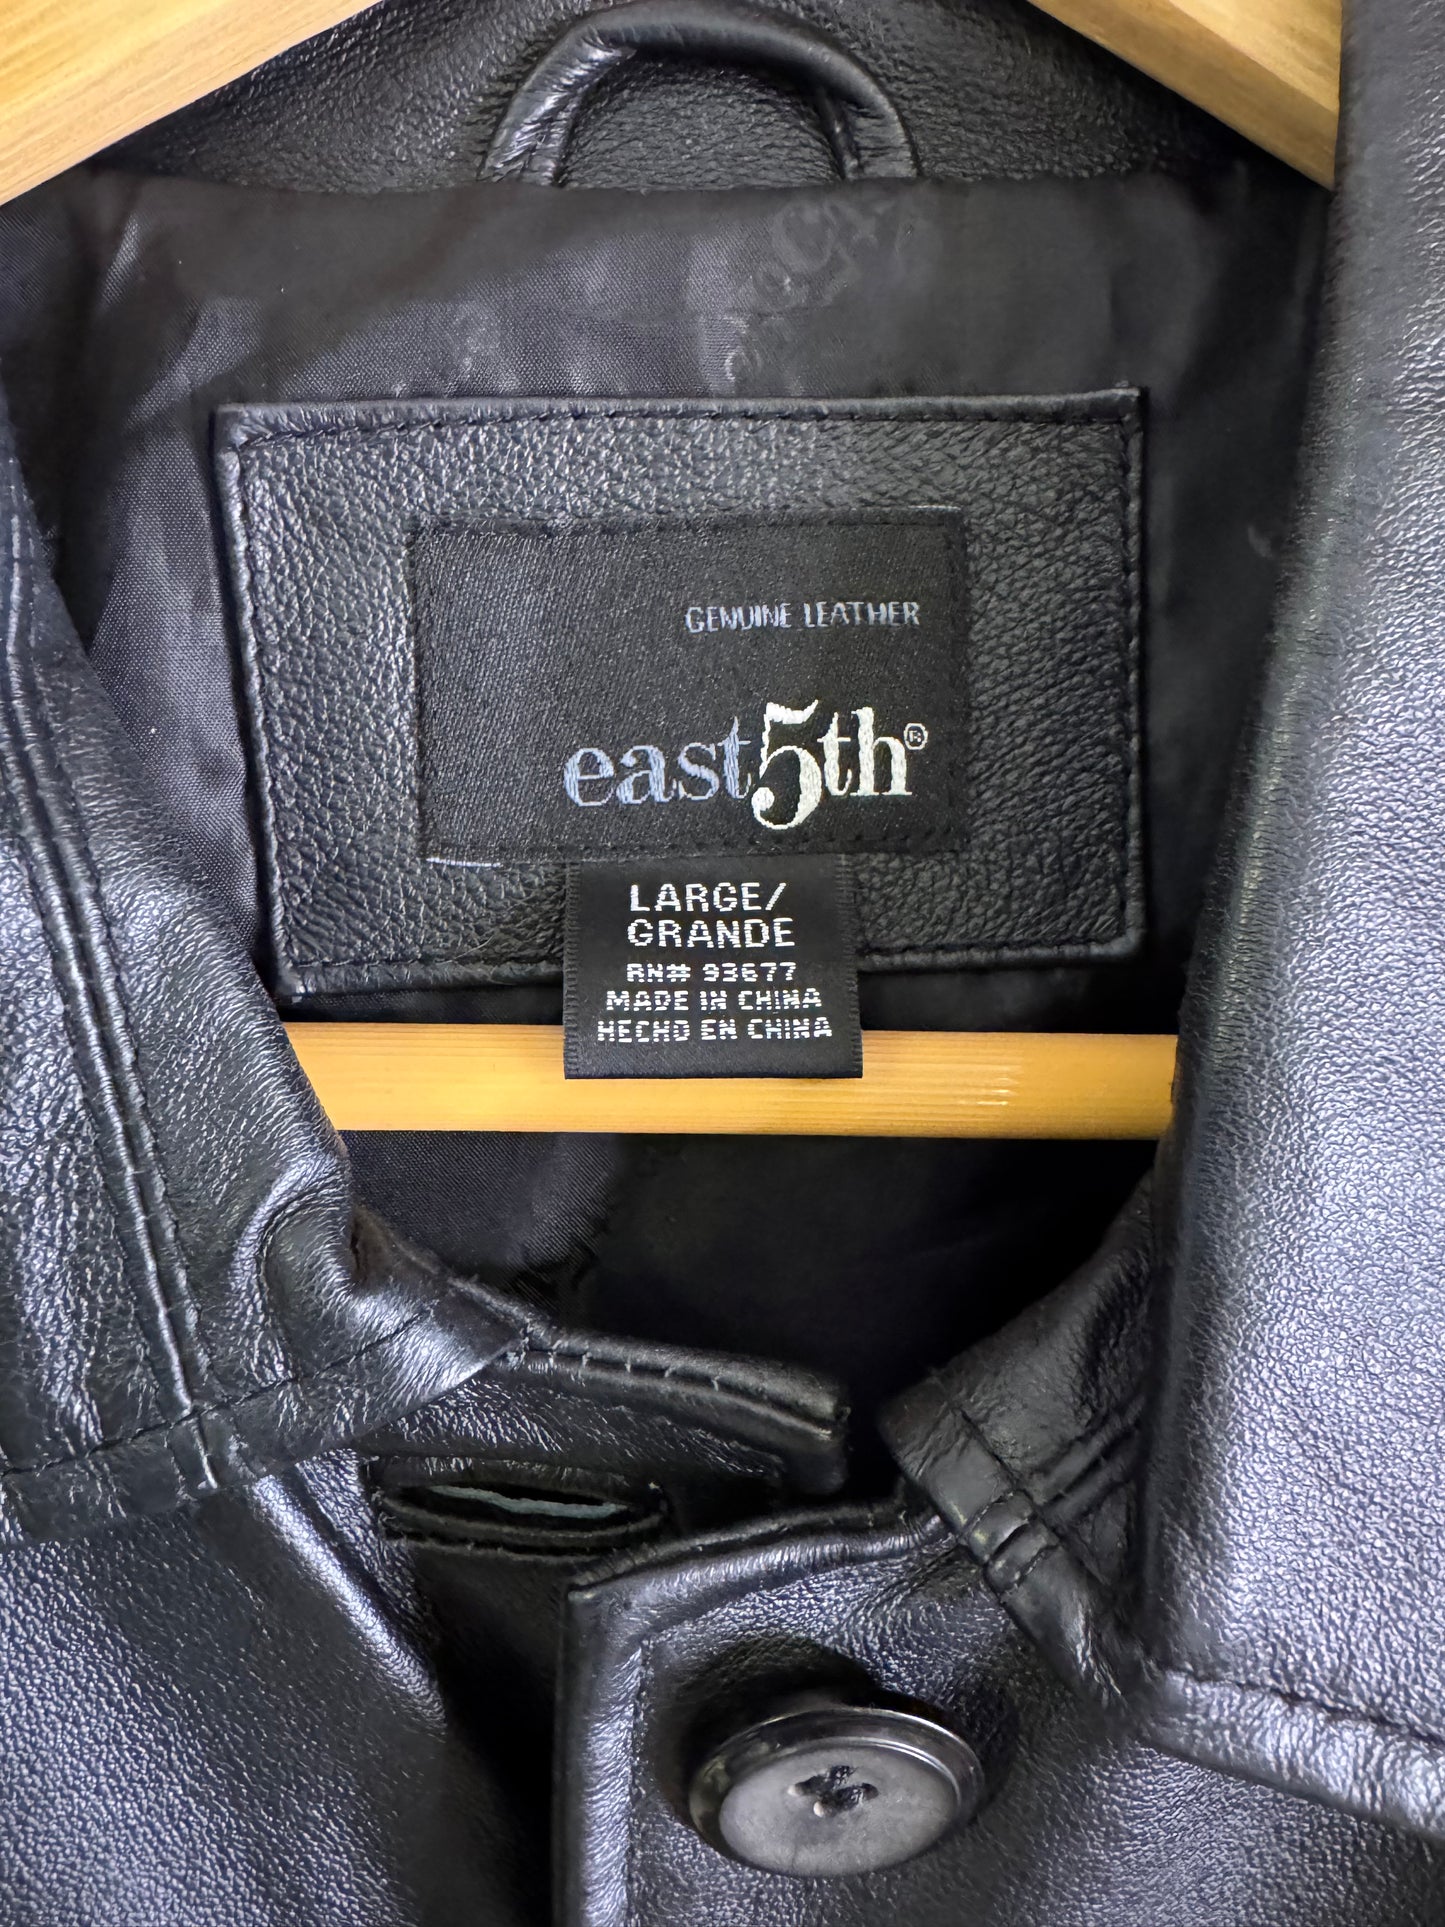 GENUINE LEATHER
east5th®
LARGE/
GRANDE
RN# 93677
MADE IN CHINA
HECHO EN CHINA